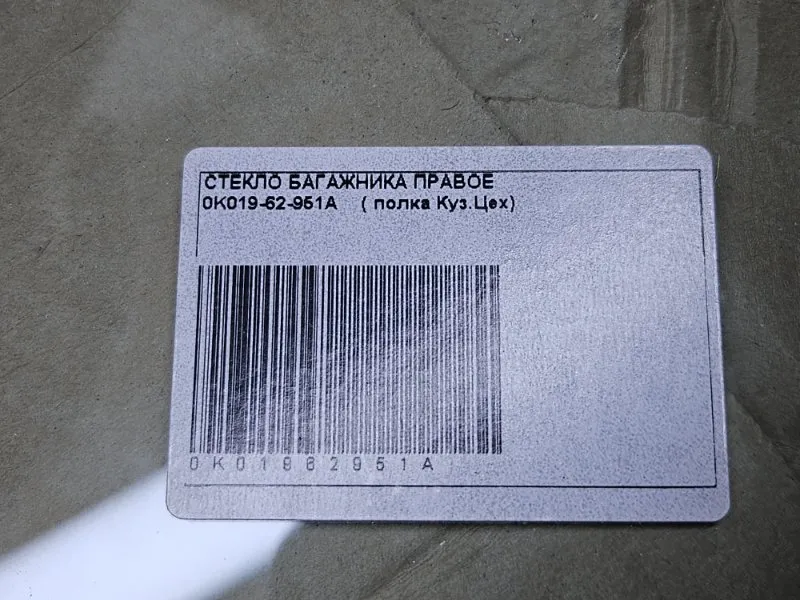 СТЕКЛО БАГАЖНИКА ПРАВОЕ
0K019-62-951A ( полка Куз.Цех)
0K01962951A